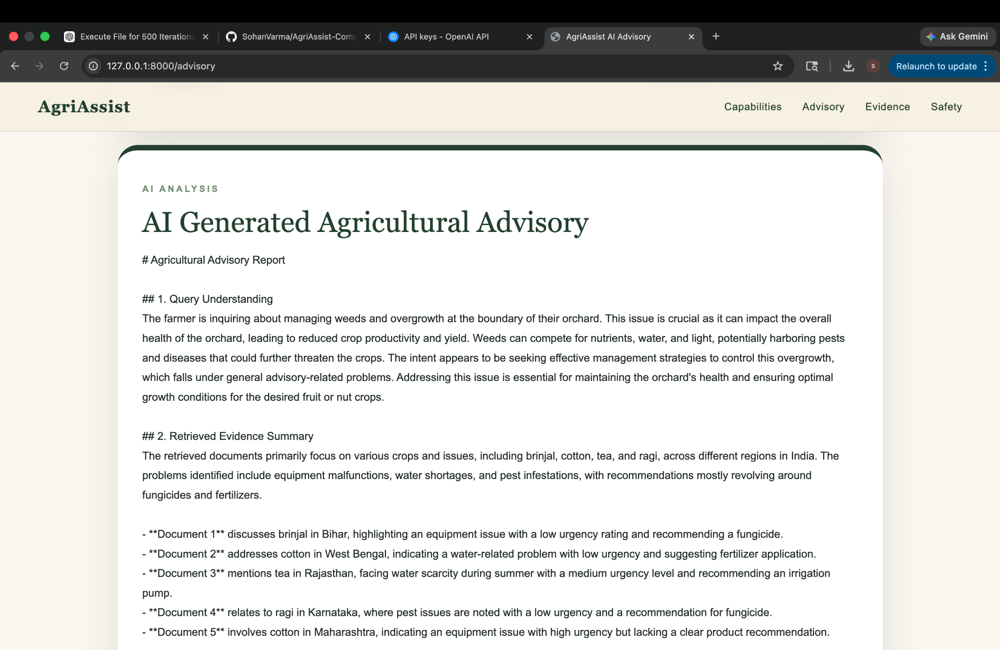 Execute File for 500 Iterations
SohanVarma/AgriAssist-Comp
API keys - OpenAI API
AgriAssist AI Advisory
Ask Gemini
127.0.0.1:8000/advisory
S
Relaunch to update
AgriAssist
Capabilities
Advisory
Evidence
Safety
AI ANALYSIS
AI Generated Agricultural Advisory
# Agricultural Advisory Report
## 1. Query Understanding
The farmer is inquiring about managing weeds and overgrowth at the boundary of their orchard. This issue is crucial as it can impact the overall
health of the orchard, leading to reduced crop productivity and yield. Weeds can compete for nutrients, water, and light, potentially harboring pests
and diseases that could further threaten the crops. The intent appears to be seeking effective management strategies to control this overgrowth,
which falls under general advisory-related problems. Addressing this issue is essential for maintaining the orchard's health and ensuring optimal
growth conditions for the desired fruit or nut crops.
## 2. Retrieved Evidence Summary
The retrieved documents primarily focus on various crops and issues, including brinjal, cotton, tea, and ragi, across different regions in India. The
problems identified include equipment malfunctions, water shortages, and pest infestations, with recommendations mostly revolving around
fungicides and fertilizers.
- **Document 1** discusses brinjal in Bihar, highlighting an equipment issue with a low urgency rating and recommending a fungicide.
- **Document 2** addresses cotton in West Bengal, indicating a water-related problem with low urgency and suggesting fertilizer application.
- **Document 3** mentions tea in Rajasthan, facing water scarcity during summer with a medium urgency level and recommending an irrigation
pump.
- **Document 4** relates to ragi in Karnataka, where pest issues are noted with a low urgency and a recommendation for fungicide.
- **Document 5** involves cotton in Maharashtra, indicating an equipment issue with high urgency but lacking a clear product recommendation.